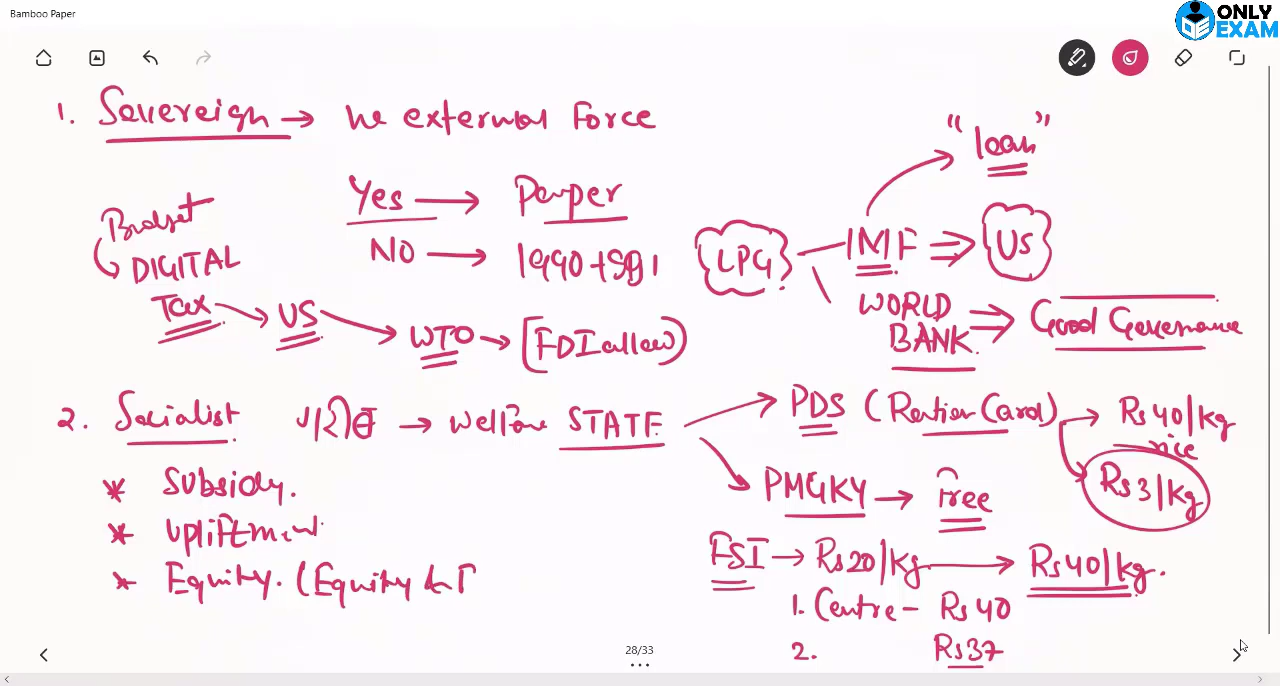 Bamboo Paper
ONLY
EXAM
1. Sovereign → no external Force
"loan"
Yes → Pauper
Budget
DIGITAL
No → 1990+1991
LPG
IMF ⇒ US
Tax → US → WTO → [FDI allow)
WORLD
BANK. ⇒ Good Governance
2. Socialist
→ Welfare STATE
PDS (Ration Card) → Rs 40/kg
rice
Rs 3/kg
* Subsidy.
PMGKY → Free
* upliftment
FSI → Rs 20/kg → Rs 40/kg.
* Equity. (Equity
1. Centre - Rs 40
2. Rs 37
28/33